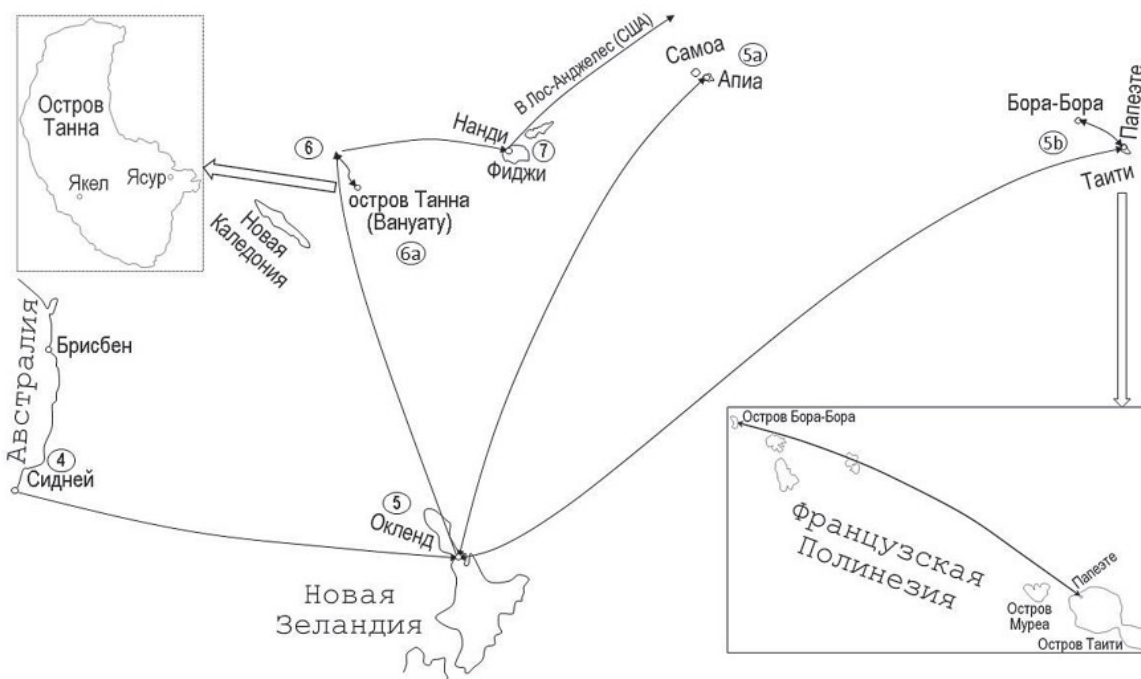 Остров
Танна
Якел
Ясур
6
остров Танна
(Вануату)
6a
Новая
Каледония
Нанди
7
Фиджи
В Лос-Анджелес (США)
Самоа
5a
Апиа
Бора-Бора
Папеэте
5b
Таити
Австралия
Брисбен
4
Сидней
5
Окленд
Новая
Зеландия
Остров Бора-Бора
Французская
Полинезия
Папеэте
Остров
Муреа
Остров Таити